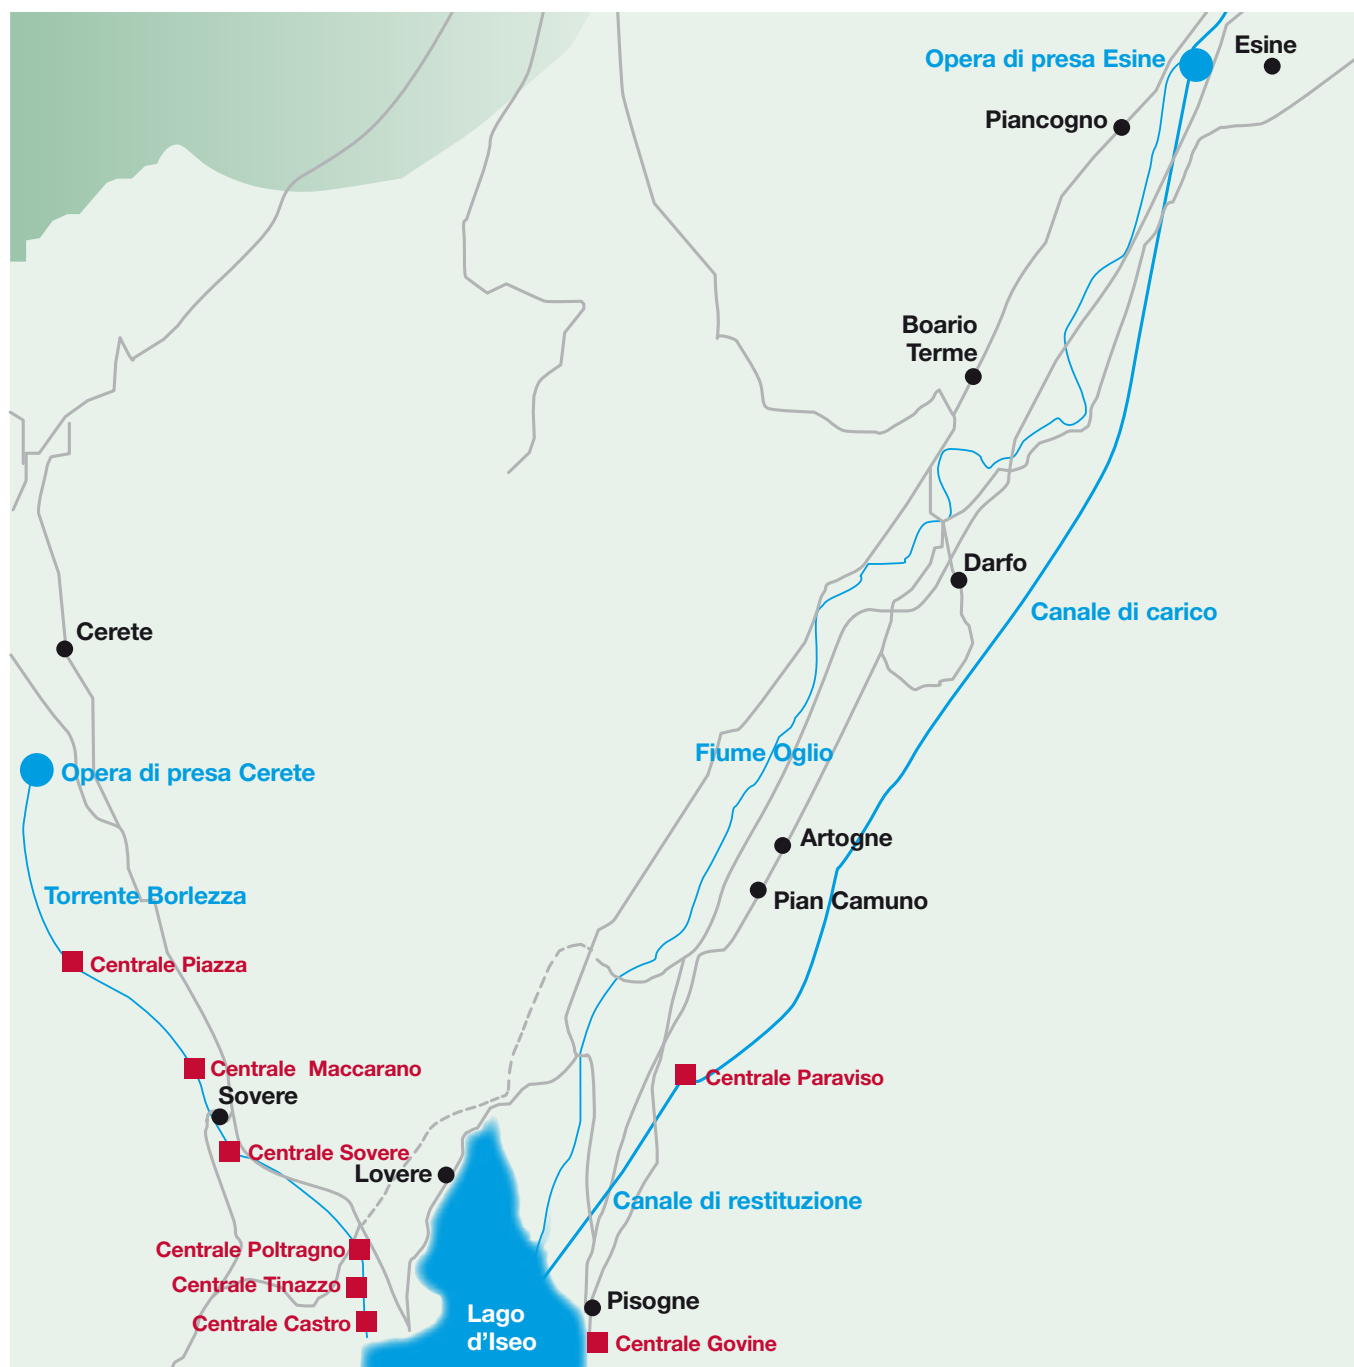 Esine
Opera di presa Esine
Piancogno
Boario
Terme
Darfo
Canale di carico
Cerete
Fiume Oglio
Opera di presa Cerete
Artogne
Torrente Borlezza
Pian Camuno
Centrale Piazza
Centrale Maccarano
Centrale Paraviso
Sovere
Centrale Sovere
Lovere
Canale di restituzione
Centrale Poltragno
Centrale Tinazzo
Pisogne
Lago
d'Iseo
Centrale Castro
Centrale Govine